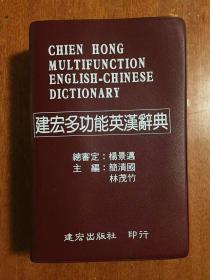 CHIEN HONG
MULTIFUNCTION
ENGLISH-CHINESE
DICTIONARY
建宏多功能英漢辭典
總審定：楊景邁
主編：簡清國
林茂竹
建宏出版社 印行